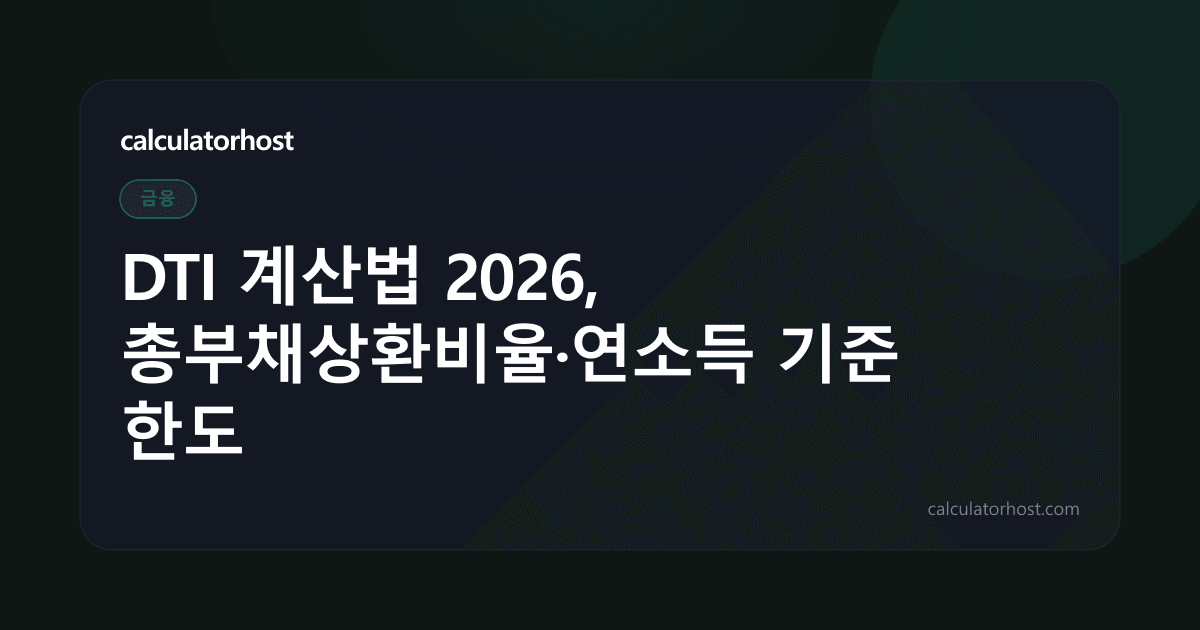 calculatorhost
금융
DTI 계산법 2026,
총부채상환비율·연소득 기준
한도
calculatorhost.com